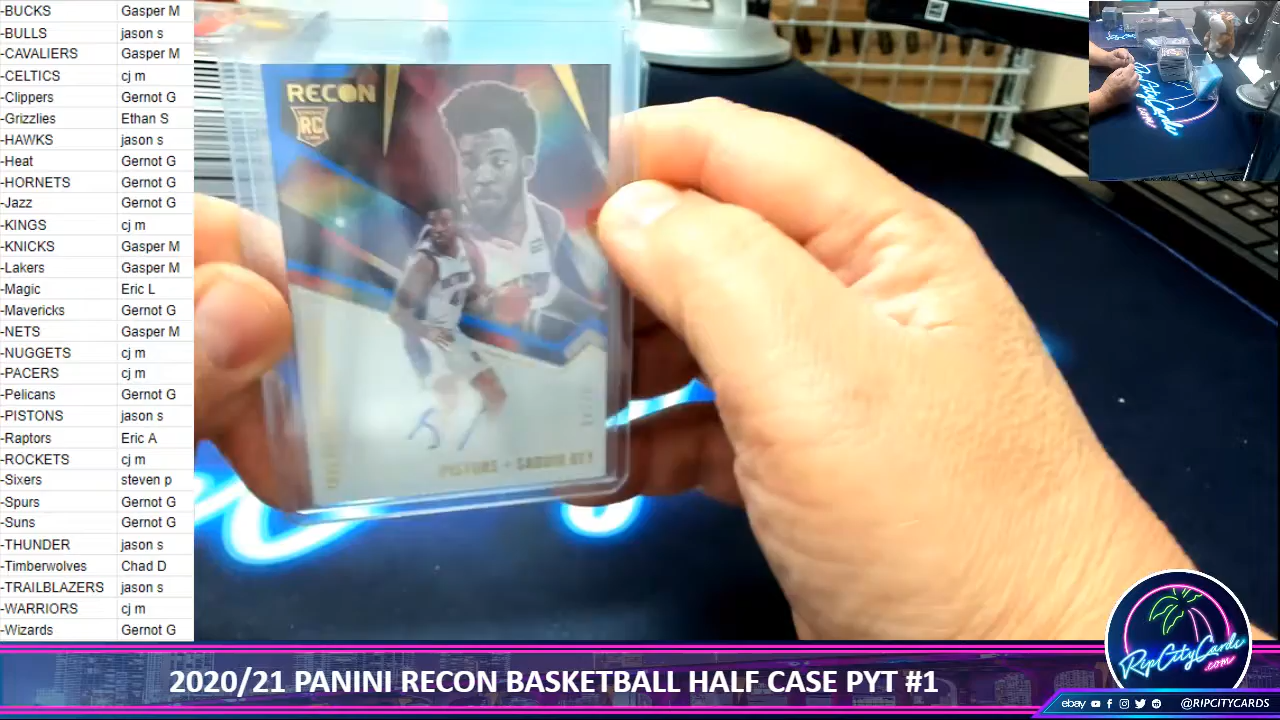 -BUCKS Gasper M
-BULLS jason s
-CAVALIERS Gasper M
-CELTICS cj m
-Clippers Gernot G
-Grizzlies Ethan S
-HAWKS jason s
-Heat Gernot G
-HORNETS Gernot G
-Jazz Gernot G
-KINGS cj m
-KNICKS Gasper M
-Lakers Gasper M
-Magic Eric L
-Mavericks Gernot G
-NETS Gasper M
-NUGGETS cj m
-PACERS cj m
-Pelicans Gernot G
-PISTONS jason s
-Raptors Eric A
-ROCKETS cj m
-Sixers steven p
-Spurs Gernot G
-Suns Gernot G
-THUNDER jason s
-Timberwolves Chad D
-TRAILBLAZERS jason s
-WARRIORS cj m
-Wizards Gernot G
RECON
RC
PISTONS • SADDIQ BEY
2020/21 PANINI RECON BASKETBALL HALF CASE PYT #1
RipCityCards
.com
ebay @RIPCITYCARDS